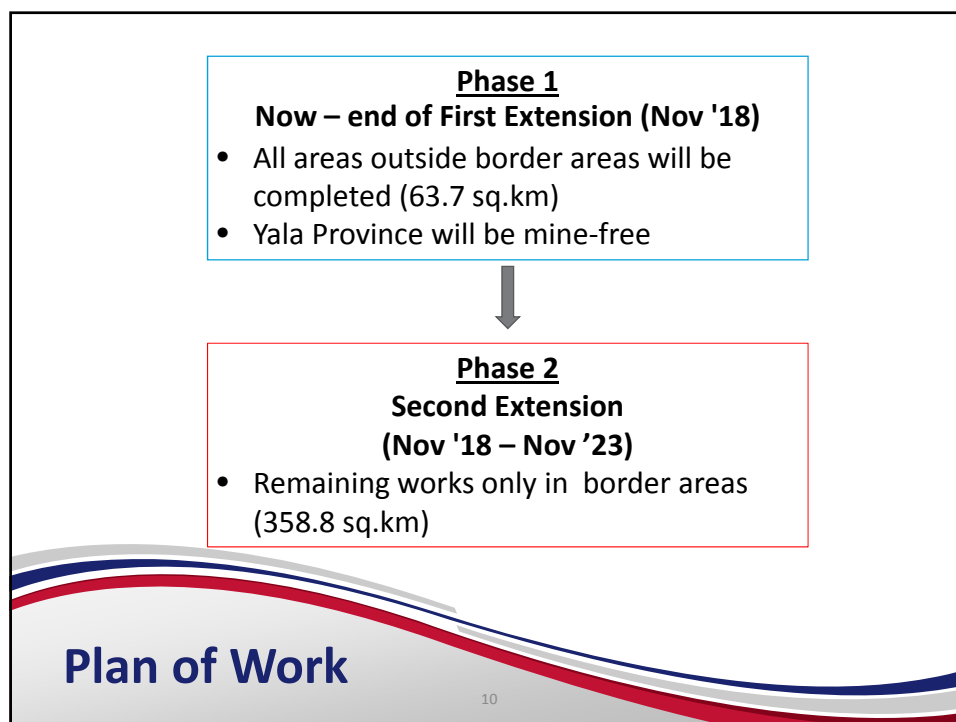 Phase 1
Now – end of First Extension (Nov '18)
• All areas outside border areas will be
completed (63.7 sq.km)
• Yala Province will be mine-free
Phase 2
Second Extension
(Nov '18 – Nov ’23)
• Remaining works only in  border areas
(358.8 sq.km)
Plan of Work
10